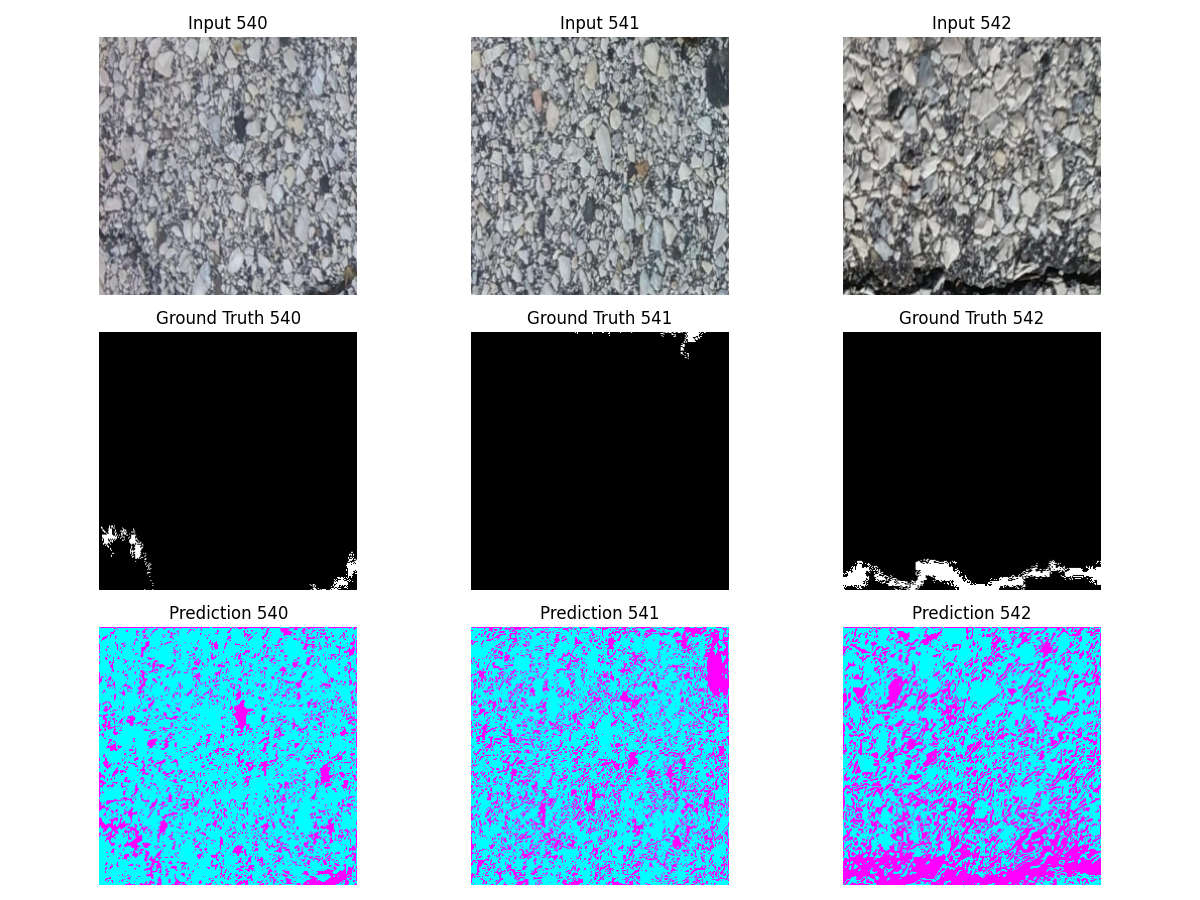 Input 540
Input 541
Input 542
Ground Truth 540
Ground Truth 541
Ground Truth 542
Prediction 540
Prediction 541
Prediction 542